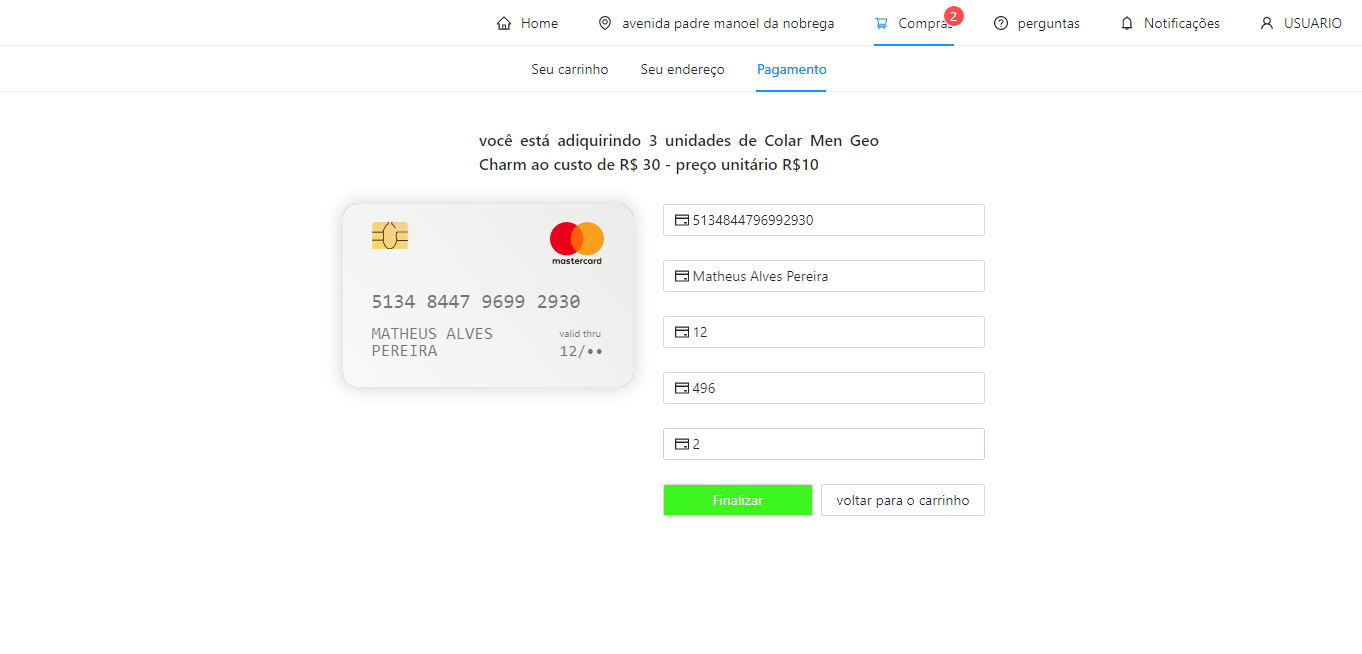 Home avenida padre manoel da nobrega Compras 2 perguntas Notificações USUARIO
Seu carrinho Seu endereço Pagamento
você está adiquirindo 3 unidades de Colar Men Geo
Charm ao custo de R$ 30 - preço unitário R$10
mastercard
5134 8447 9699 2930
MATHEUS ALVES
PEREIRA
valid thru
12/••
5134844796992930
Matheus Alves Pereira
12
496
2
Finalizar voltar para o carrinho